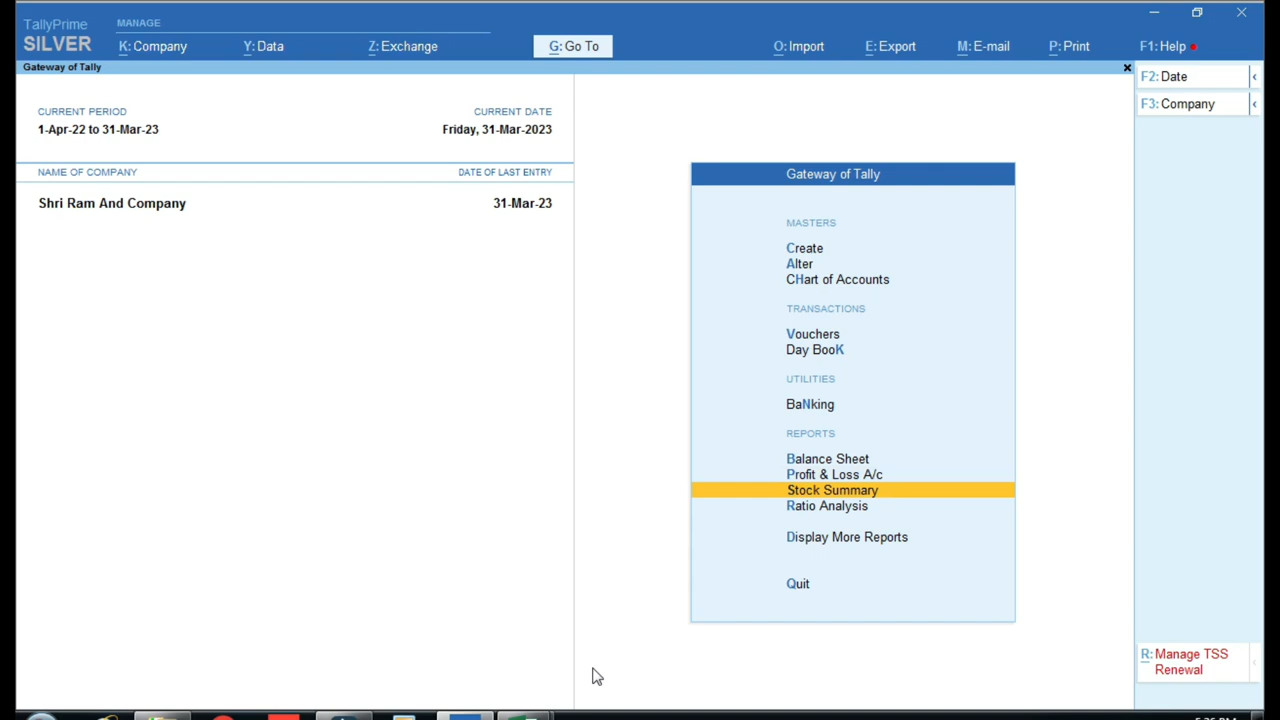 TallyPrime
MANAGE
SILVER
K: Company
Y: Data
Z: Exchange
G: Go To
O: Import
E: Export
M: E-mail
P: Print
F1: Help
Gateway of Tally
F2: Date
F3: Company
CURRENT PERIOD
CURRENT DATE
1-Apr-22 to 31-Mar-23
Friday, 31-Mar-2023
NAME OF COMPANY
DATE OF LAST ENTRY
Shri Ram And Company
31-Mar-23
Gateway of Tally
MASTERS
Create
Alter
CHart of Accounts
TRANSACTIONS
Vouchers
Day BooK
UTILITIES
BaNking
REPORTS
Balance Sheet
Profit & Loss A/c
Stock Summary
Ratio Analysis
Display More Reports
Quit
R: Manage TSS
Renewal